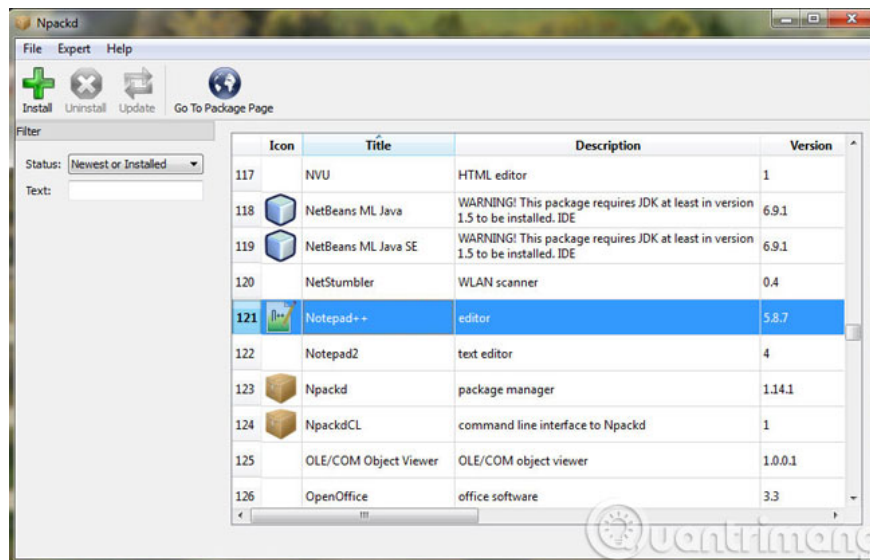 Npackd
File Expert Help
Install Uninstall Update Go To Package Page
Filter
Status: Newest or Installed
Text:
Icon Title Description Version
117 NVU HTML editor 1
118 NetBeans ML Java WARNING! This package requires JDK at least in version 1.5 to be installed. IDE 6.9.1
119 NetBeans ML Java SE WARNING! This package requires JDK at least in version 1.5 to be installed. IDE 6.9.1
120 NetStumbler WLAN scanner 0.4
121 Notepad++ editor 5.8.7
122 Notepad2 text editor 4
123 Npackd package manager 1.14.1
124 NpackdCL command line interface to Npackd 1
125 OLE/COM Object Viewer OLE/COM object viewer 1.0.0.1
126 OpenOffice office software 3.3
Quantrimang